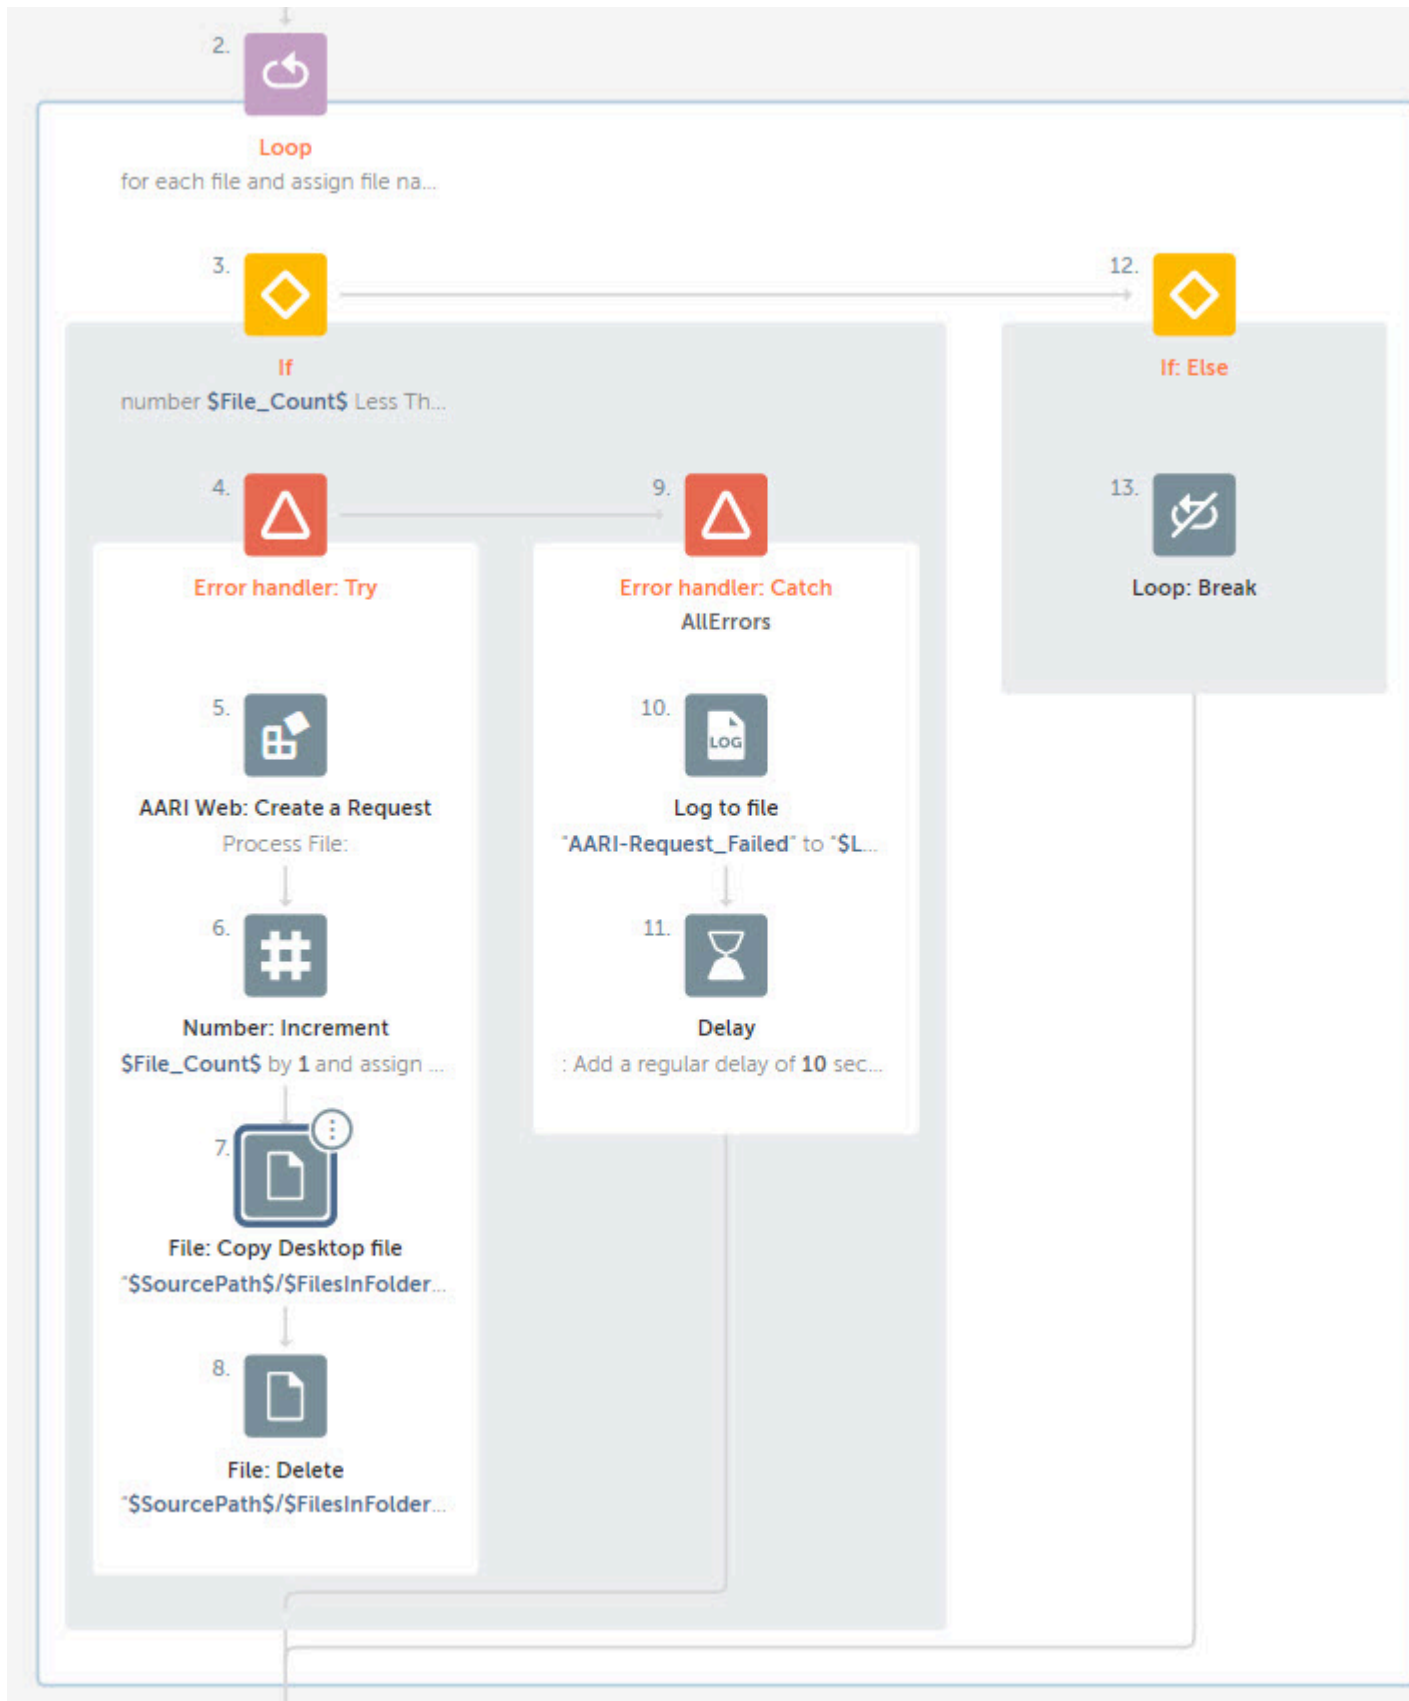 2.
Loop
for each file and assign file na...
3.
If
number $File_Count$ Less Th...
4.
Error handler: Try
5.
AARI Web: Create a Request
Process File:
6.
Number: Increment
$File_Count$ by 1 and assign ...
7.
File: Copy Desktop file
"$SourcePath$/$FilesInFolder...
8.
File: Delete
"$SourcePath$/$FilesInFolder...
9.
Error handler: Catch
AllErrors
10.
LOG
Log to file
"AARI-Request_Failed" to "$L...
11.
Delay
: Add a regular delay of 10 sec...
12.
If: Else
13.
Loop: Break